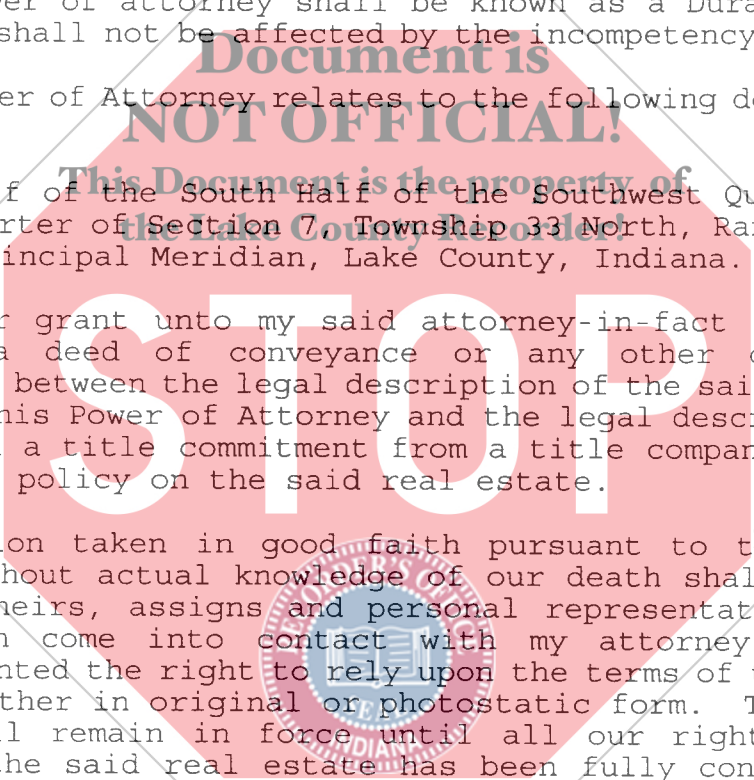 er of attorney shall be known as a Dura
shall not be affected by the incompetency
Document is
er of Attorney relates to the following de
NOT OFFICIAL!
This Document is the property of
f of the South Half of the Southwest Qu
rter of Section 7, Township 33 North, Ra
the Lake County Recorder!
incipal Meridian, Lake County, Indiana.
r grant unto my said attorney-in-fact
a deed of conveyance or any other
between the legal description of the sai
his Power of Attorney and the legal desc
a title commitment from a title compan
policy on the said real estate.
STOP
on taken in good faith pursuant to t
hout actual knowledge of our death shal
heirs, assigns and personal representat
n come into contact with my attorney
nted the right to rely upon the terms of
ther in original or photostatic form. T
ll remain in force until all our right
he said real estate has been fully con
RECORDER'S OFFICE
SEAL
INDIANA